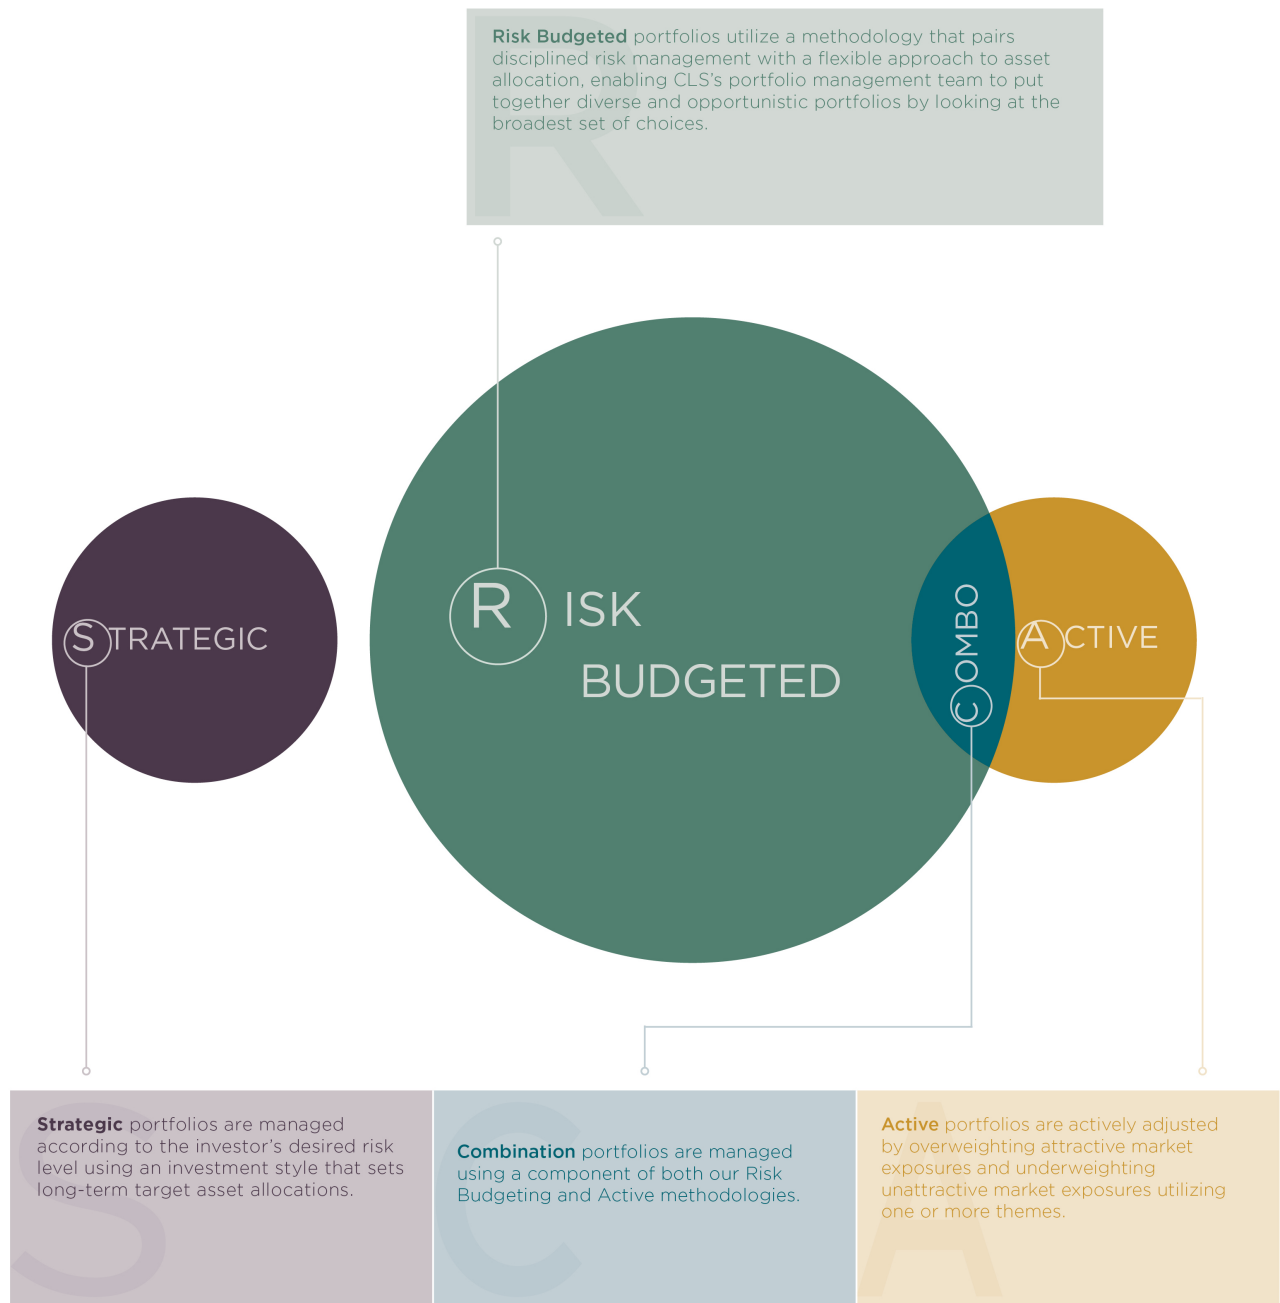 Risk Budgeted portfolios utilize a methodology that pairs
disciplined risk management with a flexible approach to asset
allocation, enabling CLS’s portfolio management team to put
together diverse and opportunistic portfolios by looking at the
broadest set of choices.
R
STRATEGIC
RISK
BUDGETED
COMBO
ACTIVE
Strategic portfolios are managed
according to the investor’s desired risk
level using an investment style that sets
long-term target asset allocations.
S
Combination portfolios are managed
using a component of both our Risk
Budgeting and Active methodologies.
C
Active portfolios are actively adjusted
by overweighting attractive market
exposures and underweighting
unattractive market exposures utilizing
one or more themes.
A